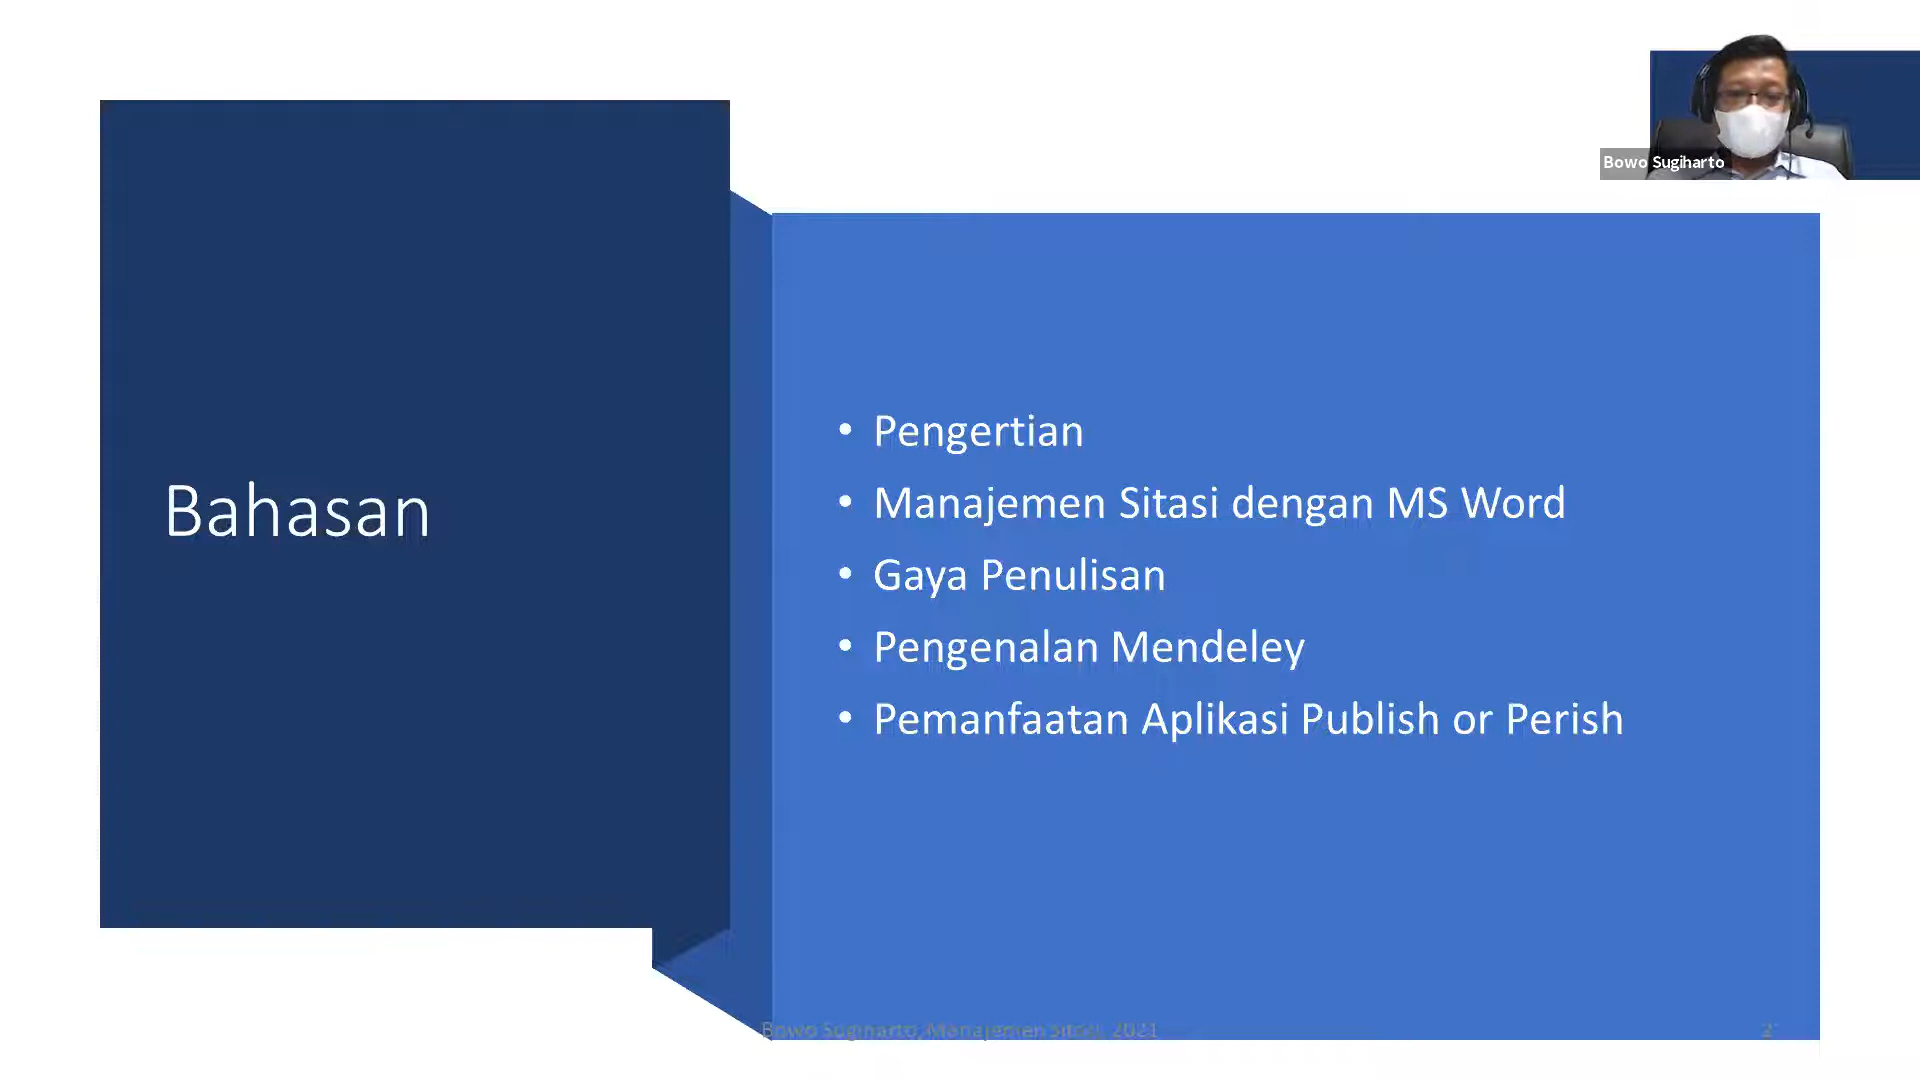 Bowo Sugiharto
Bahasan
• Pengertian
• Manajemen Sitasi dengan MS Word
• Gaya Penulisan
• Pengenalan Mendeley
• Pemanfaatan Aplikasi Publish or Perish
Bowo Sugiharto, Manajemen Sitasi, 2021
2